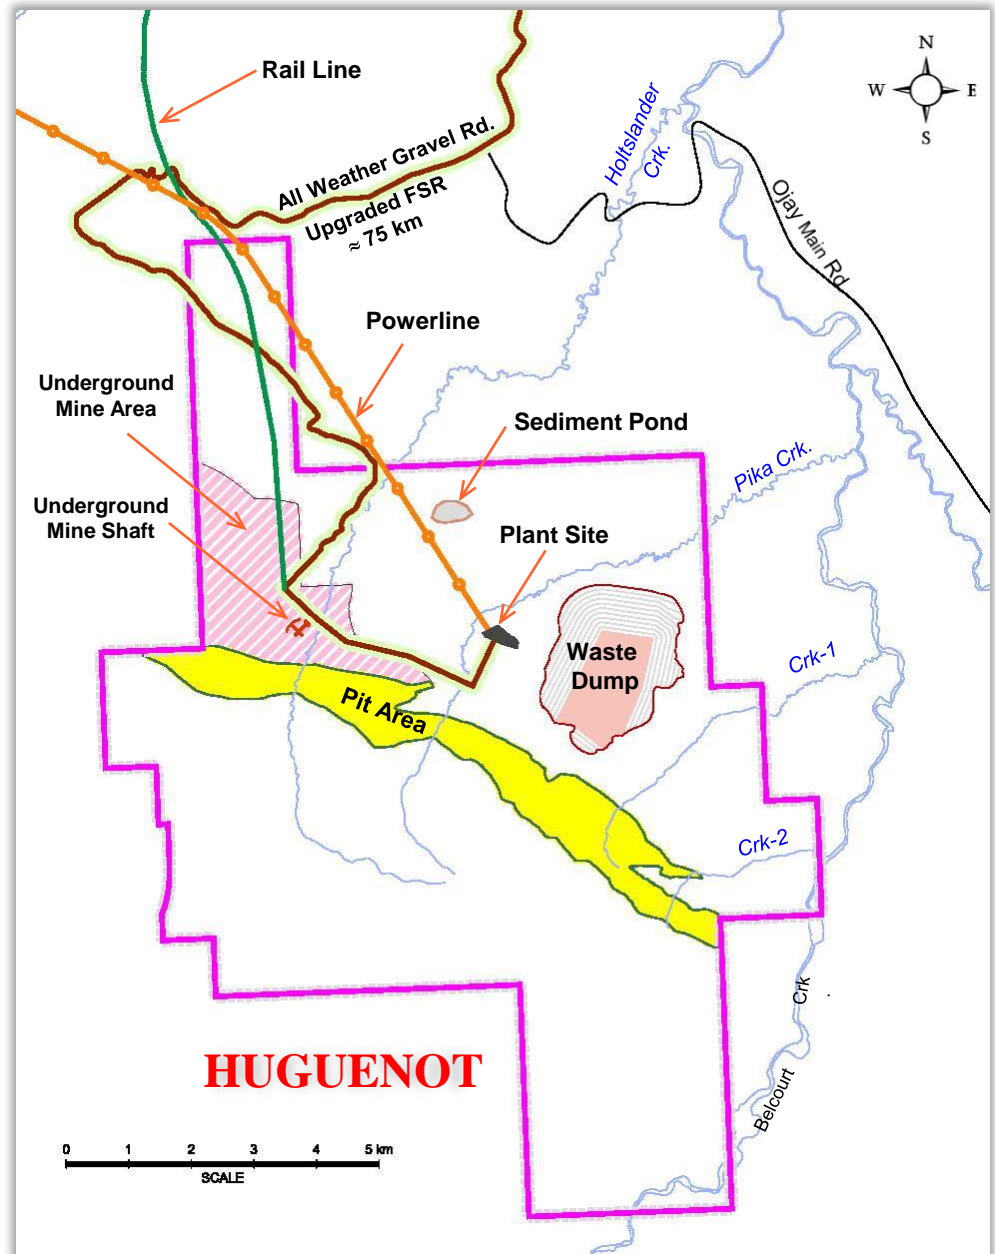 N
W
E
S
Rail Line
Holtslander
Crk.
All Weather Gravel Rd.
Upgraded FSR
≈ 75 km
Ojay Main Rd
Powerline
Underground
Mine Area
Sediment Pond
Pika Crk.
Underground
Mine Shaft
Plant Site
Waste
Dump
Crk-1
Pit Area
Crk-2
Belcourt Crk
HUGUENOT
0 1 2 3 4 5 km
SCALE